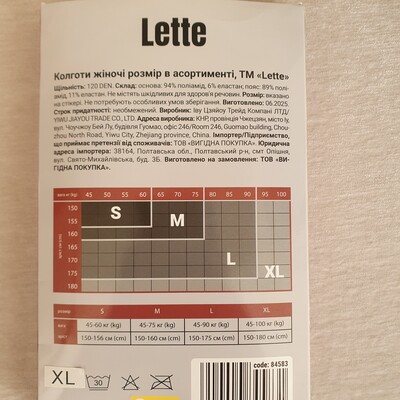 Lette
Колготи жіночі розмір в асортименті, ТМ «Lette»
Щільність: 120 DEN. Склад: основа: 94% поліамід, 6% еластан, пояс: 89% полі-
амід, 11% еластан. Не містять шкідливих для здоров'я речовин. Розмір: вказано
на стікері. Не потребують особливих умов зберігання. Виготовлено: 06.2025.
Строк придатності: необмежений. Виробник: Іву Цзяйоу Трейд Компані ЛТД/
YIWU JIAYOU TRADE CO., LTD. Адреса виробника: КНР, провінція Чжецзян, місто Іу,
вул. Чоучжоу Бей Лу, будівля Гуомао, офіс 246/Room 246, Guomao building, Chou-
zhou North Road, Yiwu City, Zhejiang Province, China. Імпортер/Підприємство,
що приймає претензії від споживачів: ТОВ «ВИГІДНА ПОКУПКА». Юридична
адреса імпортера: 38164, Полтавська обл., Полтавський р-н, смт Опішня,
вул. Свято-Михайлівська, буд. 3Б. Виготовлено на замовлення: ТОВ «ВИ-
ГІДНА ПОКУПКА».
45 50 55 60 65 70 75 80 85 90 95 100
150
155
160
160
165
170
175
180
S
M
L
XL
S M L XL
45-60 кг (kg) 45-75 кг (kg) 45-90 кг (kg) 45-100 кг (kg)
150-156 см (cm) 150-160 см (cm) 150-175 см (cm) 150-180 см (cm)
XL
30
code: 84583